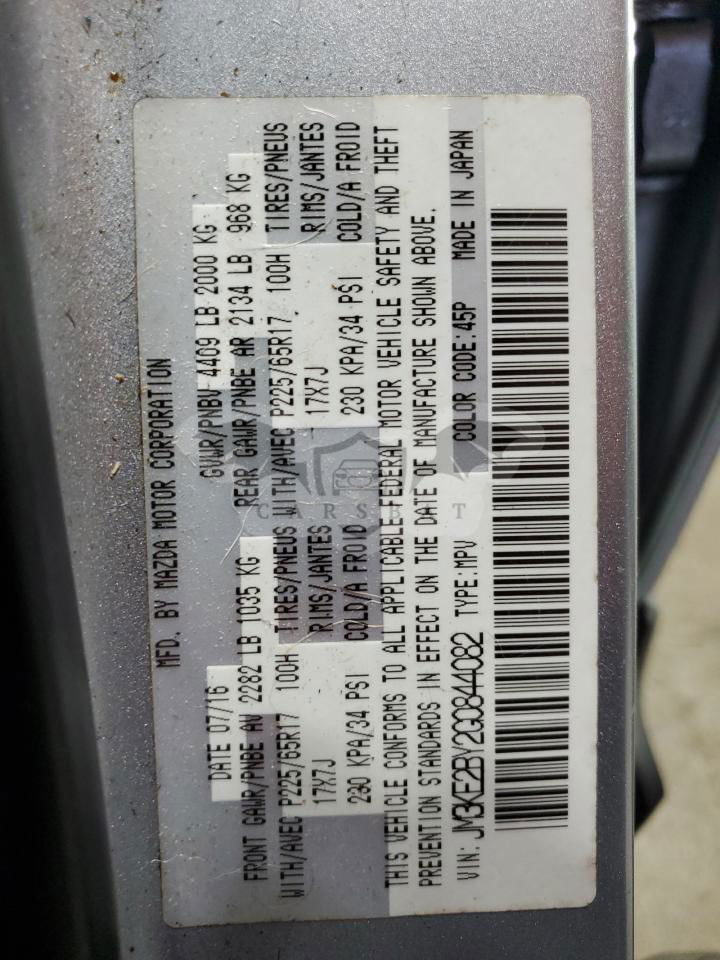 MFD. BY MAZDA MOTOR CORPORATION
DATE 07/16 GVWR/PNBV 4409 LB 2000 KG
FRONT GAWR/PNBE AV 2282 LB 1035 KG REAR GAWR/PNBE AR 2134 LB 968 KG
WITH/AVEC P225/65R17 100H TIRES/PNEUS WITH/AVEC P225/65R17 100H TIRES/PNEUS
17X7J RIMS/JANTES 17X7J RIMS/JANTES
230 KPA/34 PSI COLD/A FROID 230 KPA/34 PSI COLD/A FROID
THIS VEHICLE CONFORMS TO ALL APPLICABLE FEDERAL MOTOR VEHICLE SAFETY AND THEFT
PREVENTION STANDARDS IN EFFECT ON THE DATE OF MANUFACTURE SHOWN ABOVE.
VIN: JM3KE2BY2G0844082 TYPE:MPV COLOR CODE:45P MADE IN JAPAN